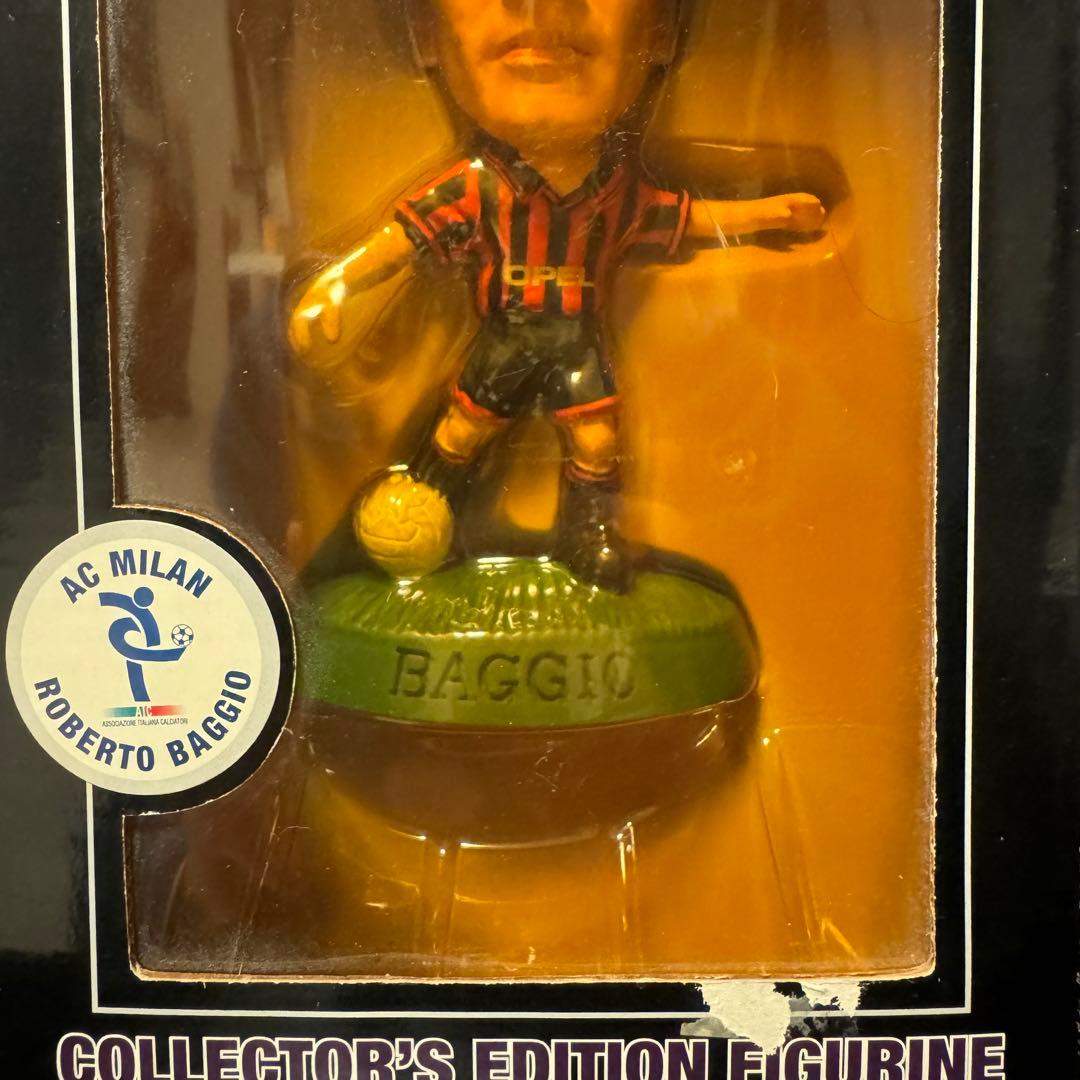 OPEL
BAGGIO
AC MILAN
AIC
ASSOCIAZIONE ITALIANA CALCIATORI
ROBERTO BAGGIO
COLLECTOR'S EDITION FIGURINE